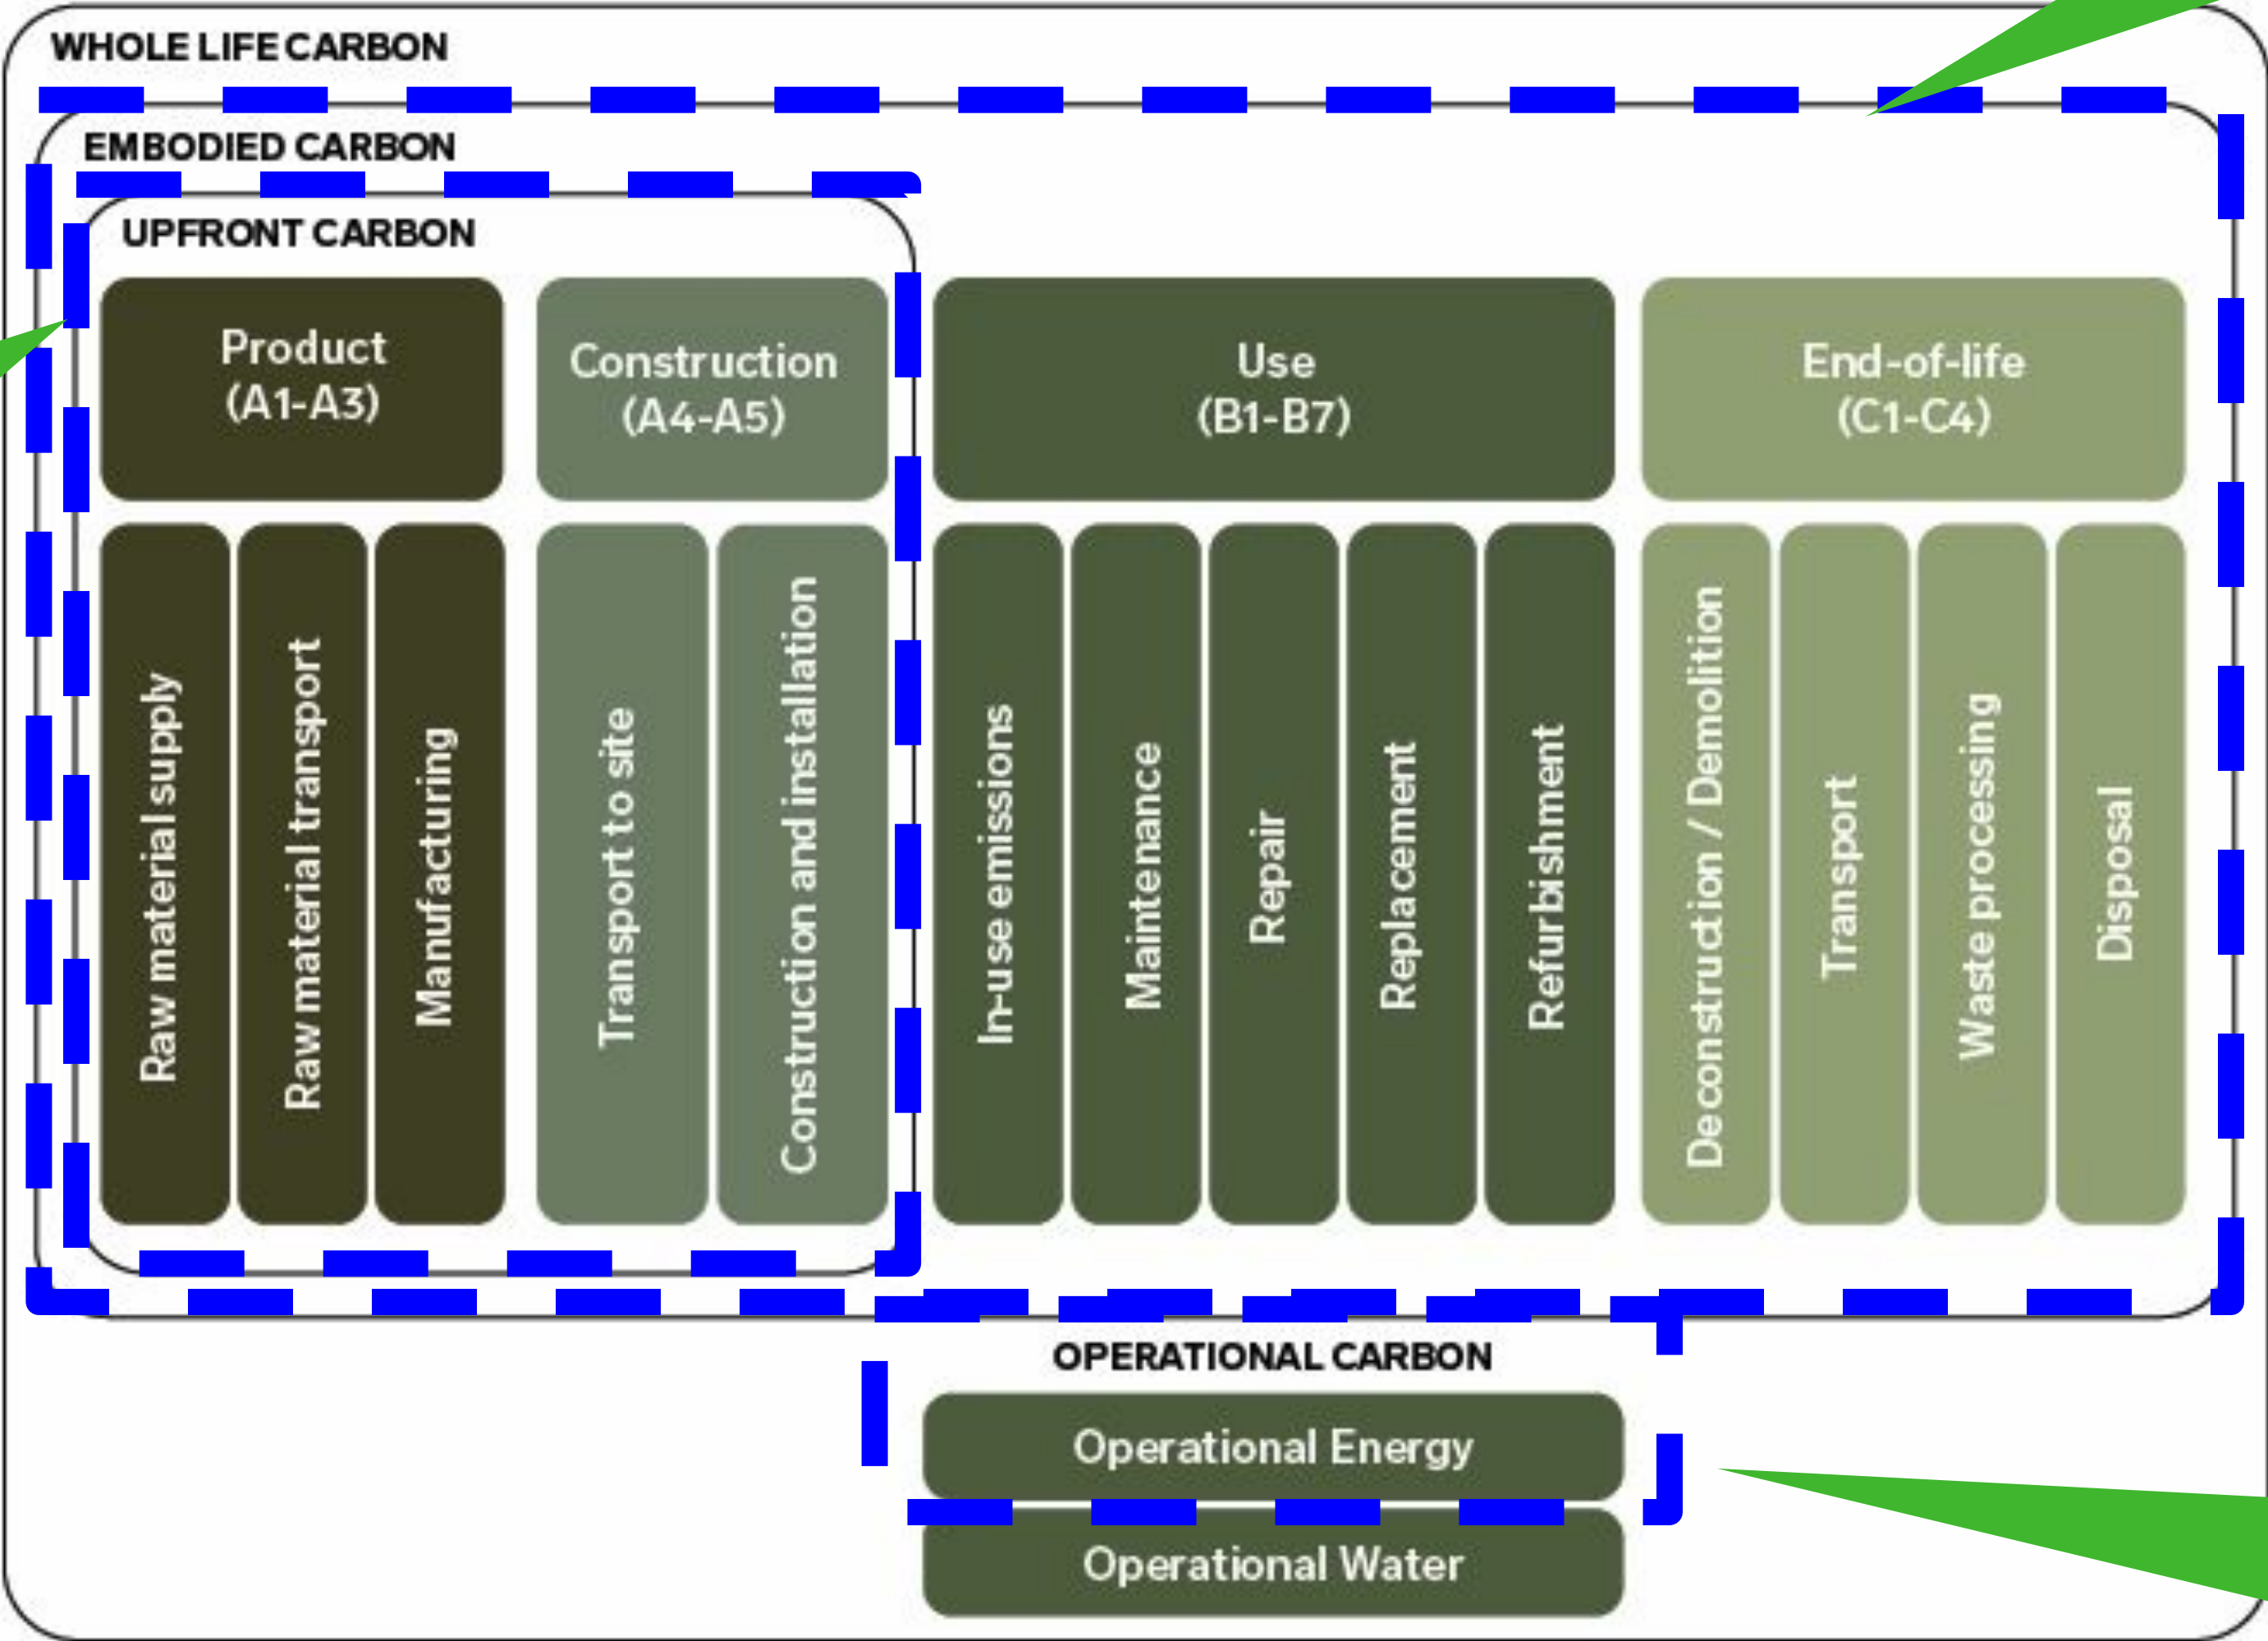 WHOLE LIFE CARBON
EMBODIED CARBON
UPFRONT CARBON
Product
(A1-A3)
Construction
(A4-A5)
Use
(B1-B7)
End-of-life
(C1-C4)
Raw material supply
Raw material transport
Manufacturing
Transport to site
Construction and installation
In-use emissions
Maintenance
Repair
Replacement
Refurbishment
Deconstruction / Demolition
Transport
Waste processing
Disposal
OPERATIONAL CARBON
Operational Energy
Operational Water